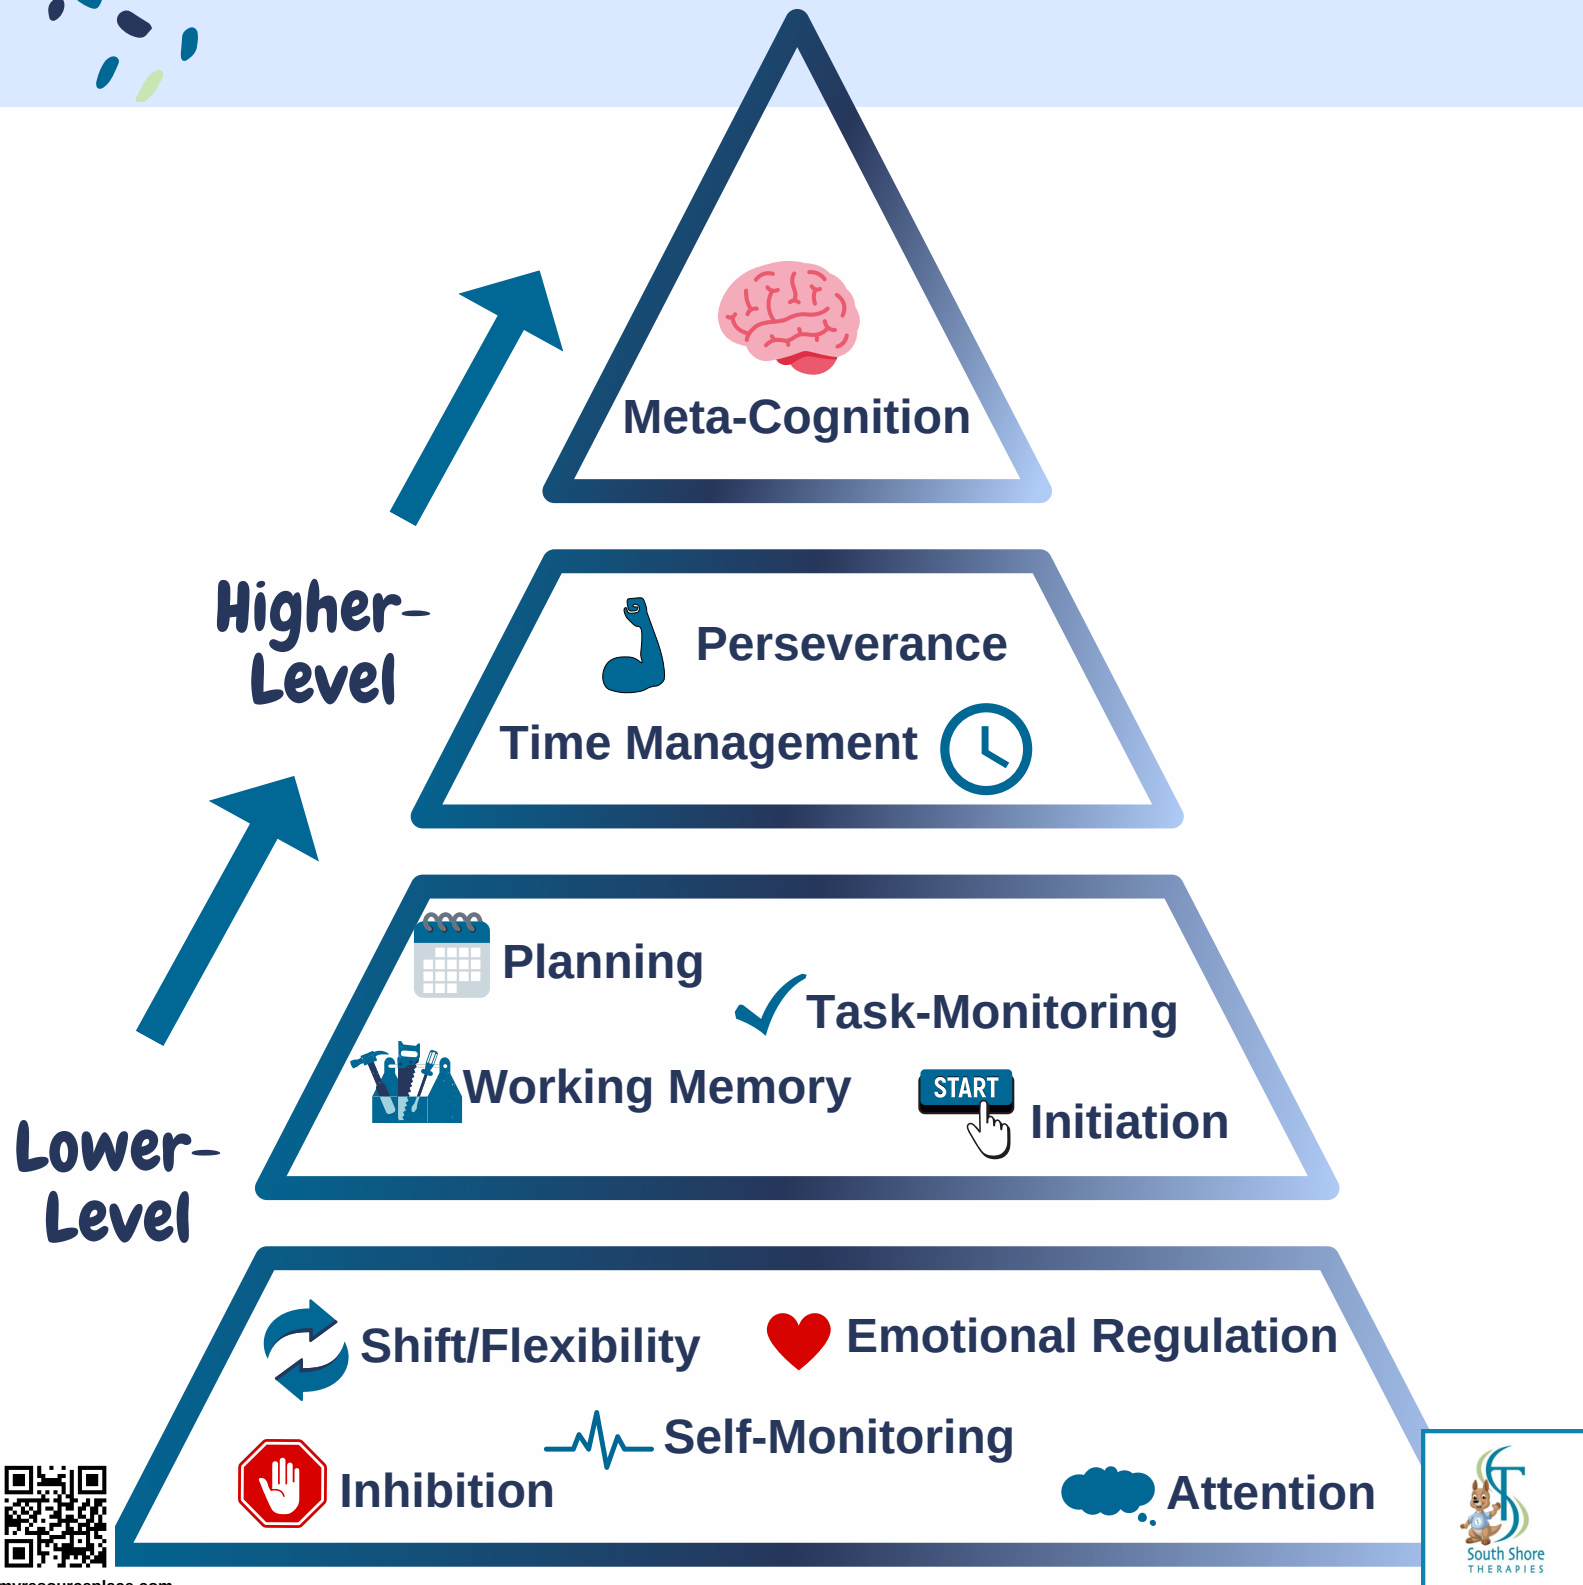 Meta-Cognition
Higher-
Level
Perseverance
Time Management
Planning
Task-Monitoring
Working Memory
START
Initiation
Lower-
Level
Shift/Flexibility
Emotional Regulation
Self-Monitoring
Inhibition
Attention
South Shore
THERAPIES